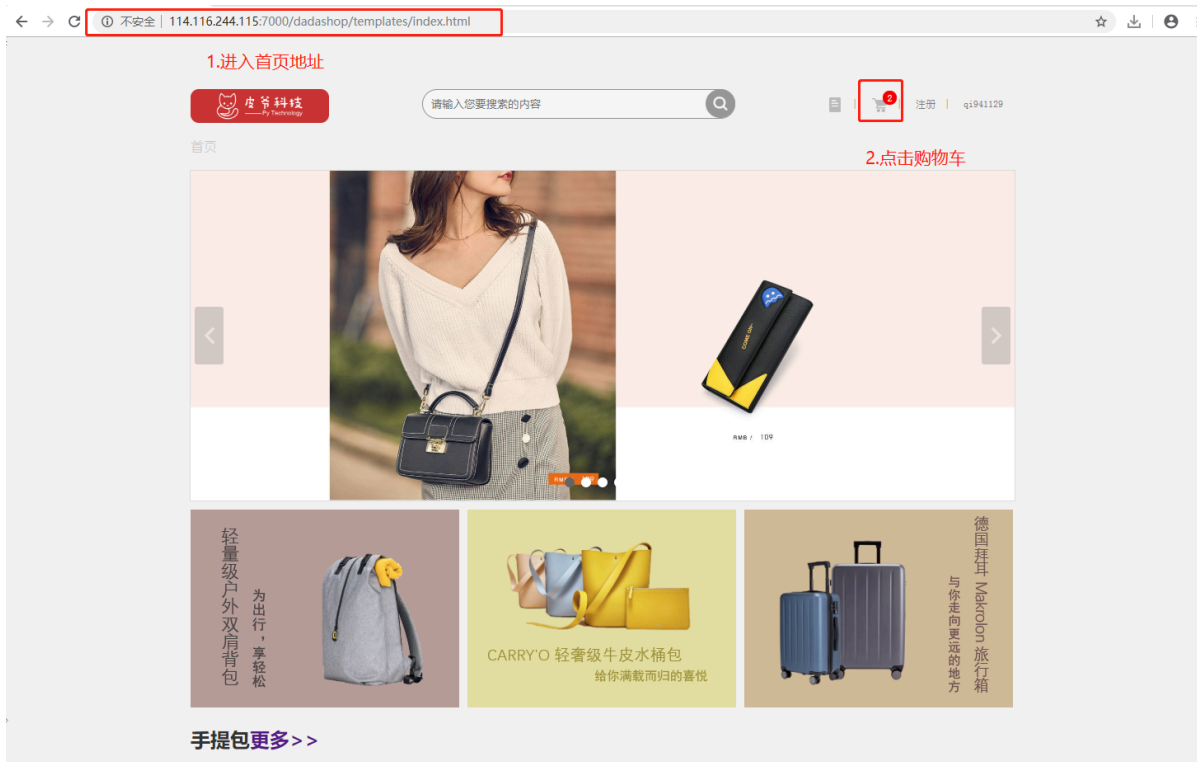 不安全 | 114.116.244.115:7000/dadashop/templates/index.html
1.进入首页地址
皮爷科技
Py Technology
请输入您要搜索的内容
2
注册
qi941129
首页
2.点击购物车
COME ON~
RMB / 109
轻量级户外双肩背包
为出行，享轻松
CARRY'O 轻奢级牛皮水桶包
给你满载而归的喜悦
德国拜耳 Makrolon 旅行箱
与你走向更远的地方
手提包更多>>